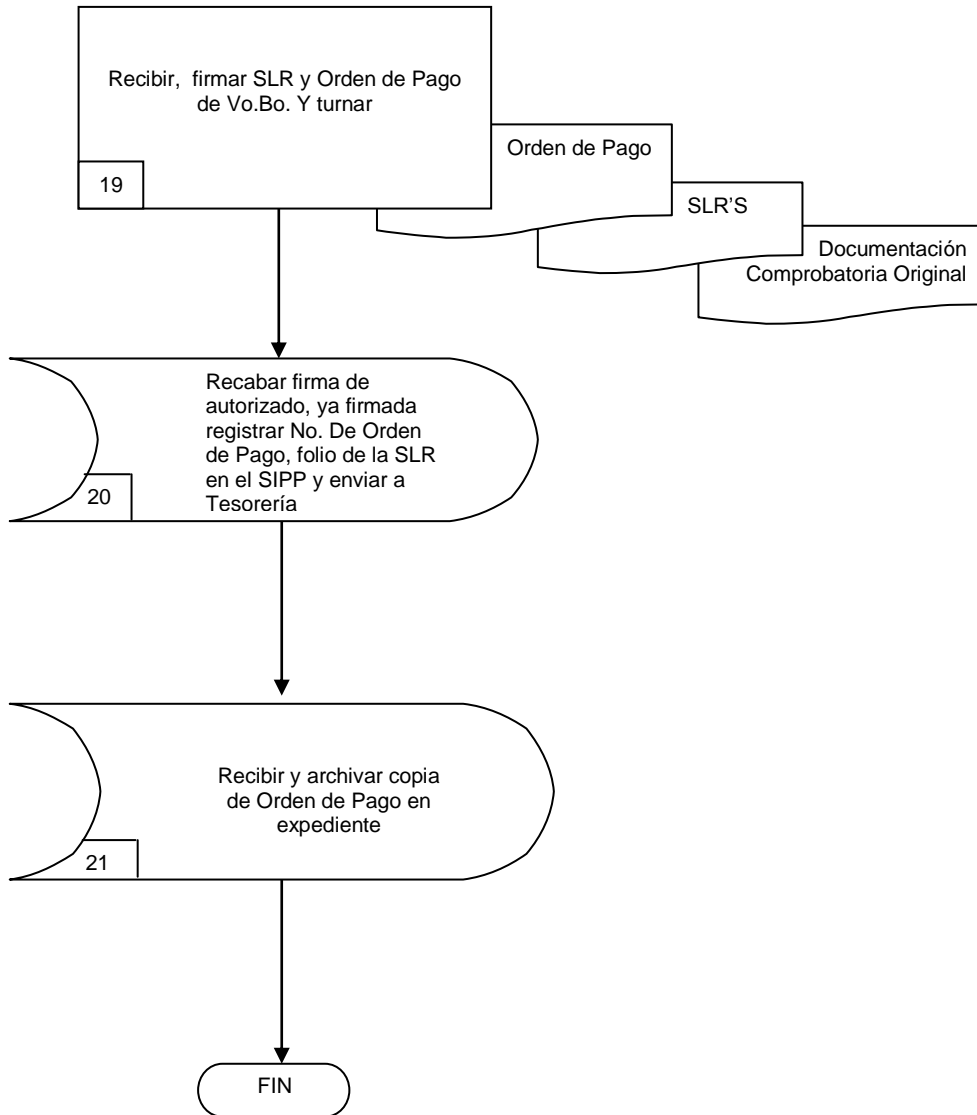 Recibir, firmar SLR y Orden de Pago
de Vo.Bo. Y turnar
19
Orden de Pago
SLR’S
Documentación
Comprobatoria Original
Recabar firma de
autorizado, ya firmada
registrar No. De Orden
de Pago, folio de la SLR
en el SIPP y enviar a
Tesorería
20
Recibir y archivar copia
de Orden de Pago en
expediente
21
FIN